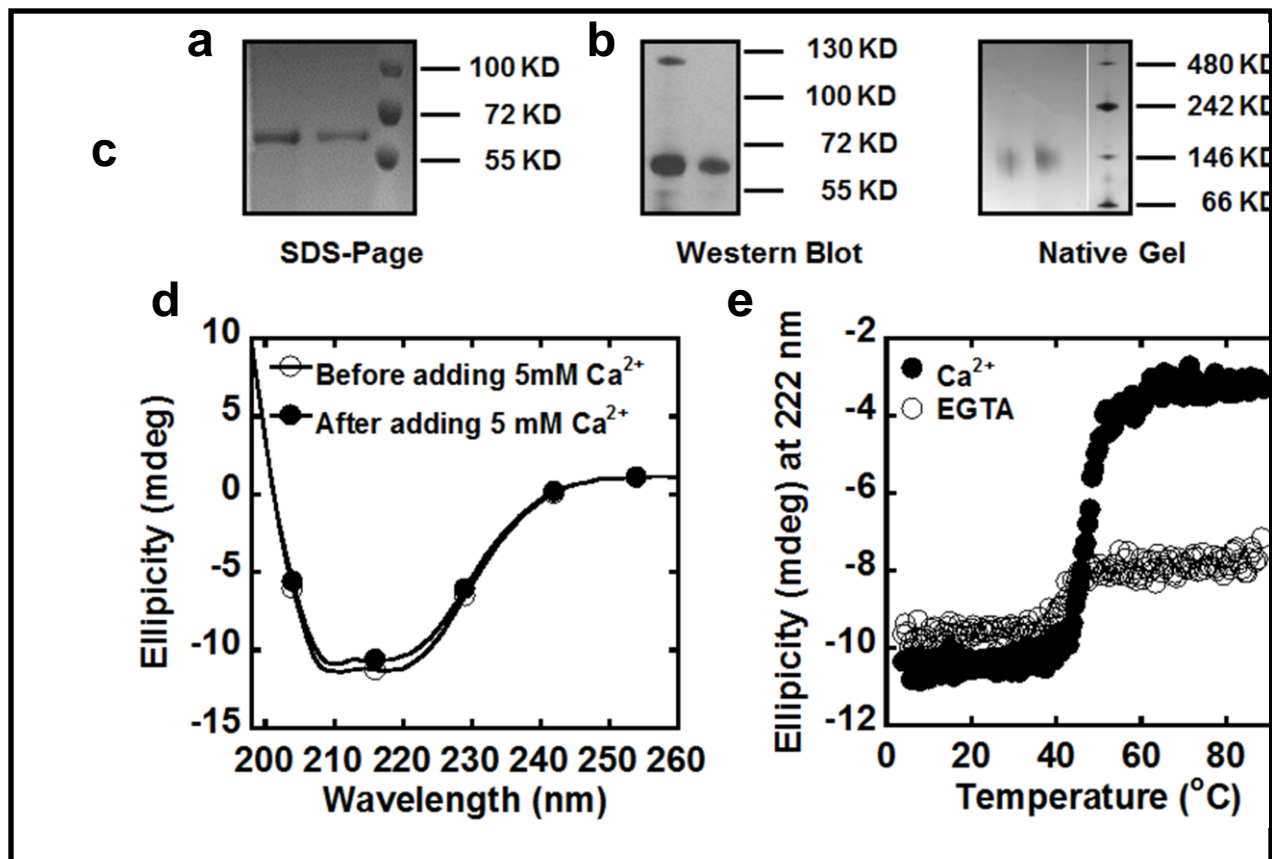 a
100 KD
72 KD
55 KD
SDS-Page
b
130 KD
100 KD
72 KD
55 KD
Western Blot
c
480 KD
242 KD
146 KD
66 KD
Native Gel
d
10
5
0
-5
-10
-15
Ellipicity (mdeg)
Before adding 5mM Ca²⁺
After adding 5 mM Ca²⁺
200 210 220 230 240 250 260
Wavelength (nm)
e
-2
-4
-6
-8
-10
-12
Ellipicity (mdeg) at 222 nm
Ca²⁺
EGTA
0 20 40 60 80
Temperature (°C)